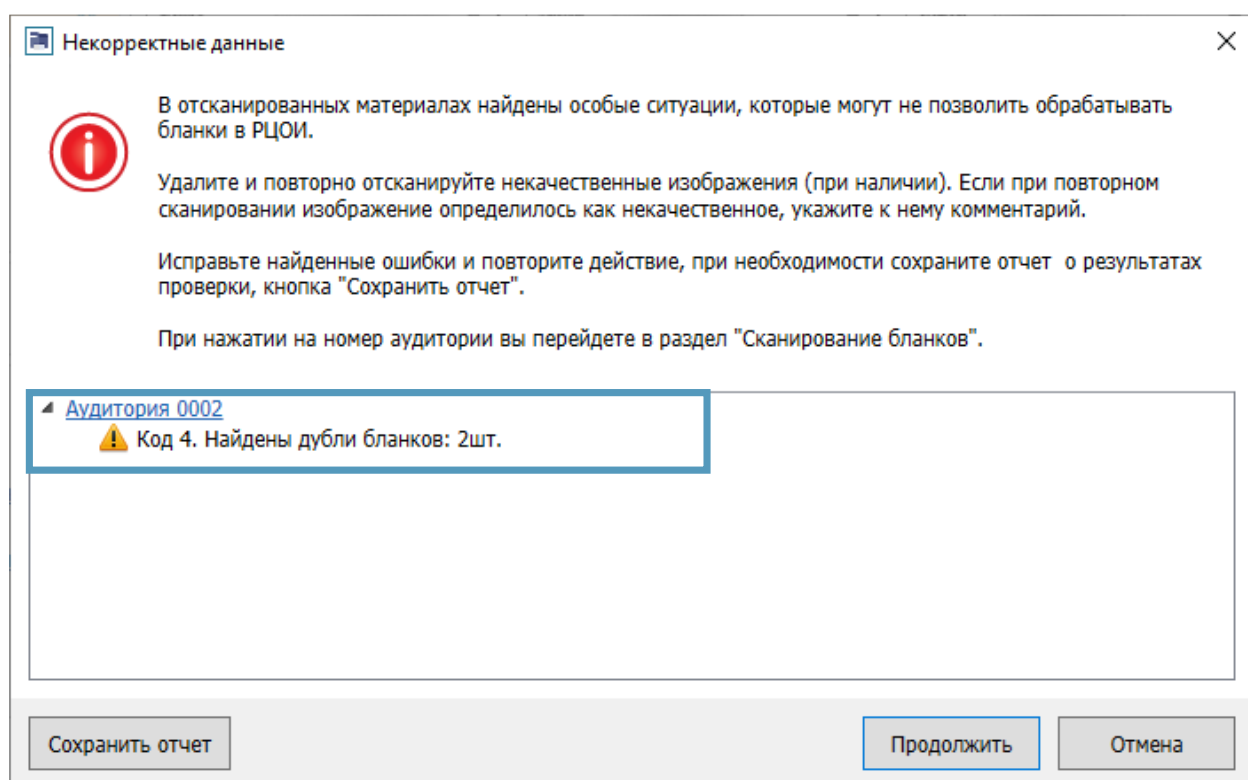 Некорректные данные
В отсканированных материалах найдены особые ситуации, которые могут не позволить обрабатывать
бланки в РЦОИ.
Удалите и повторно отсканируйте некачественные изображения (при наличии). Если при повторном
сканировании изображение определилось как некачественное, укажите к нему комментарий.
Исправьте найденные ошибки и повторите действие, при необходимости сохраните отчет  о результатах
проверки, кнопка "Сохранить отчет".
При нажатии на номер аудитории вы перейдете в раздел "Сканирование бланков".
Аудитория 0002
Код 4. Найдены дубли бланков: 2шт.
Сохранить отчет
Продолжить
Отмена